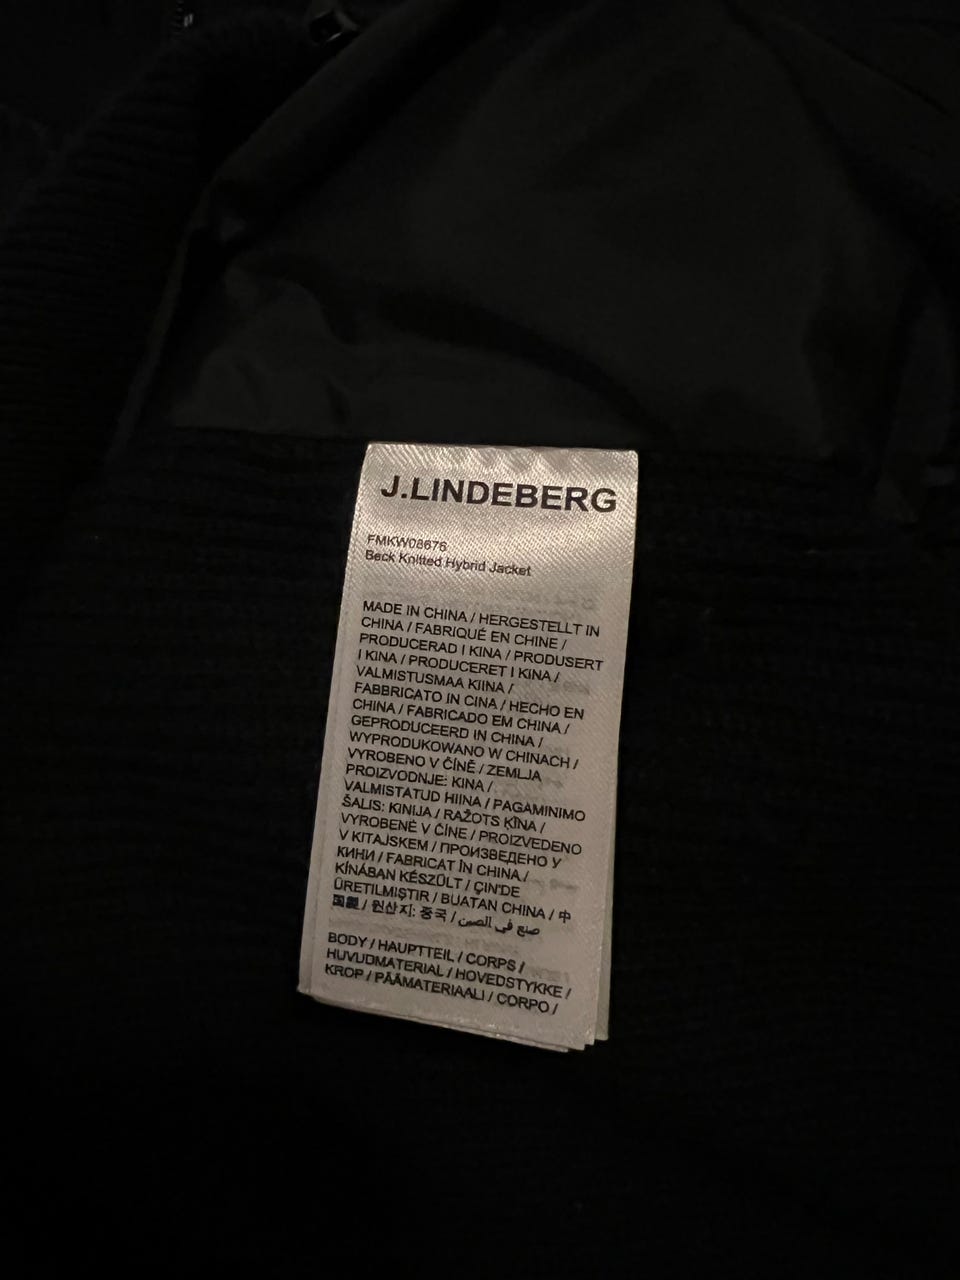 J.LINDEBERG
FMKW08676
Beck Knitted Hybrid Jacket
MADE IN CHINA / HERGESTELLT IN
CHINA / FABRIQUÉ EN CHINE /
PRODUCERAD I KINA / PRODUSERT
I KINA / PRODUCERET I KINA /
VALMISTUSMAA KIINA /
FABBRICATO IN CINA / HECHO EN
CHINA / FABRICADO EM CHINA /
GEPRODUCEERD IN CHINA /
WYPRODUKOWANO W CHINACH /
VYROBENO V ČÍNĚ / ZEMLJA
PROIZVODNJE: KINA /
VALMISTATUD HIINA / PAGAMINIMO
ŠALIS: KINIJA / RAŽOTS ĶĪNA /
VYROBENÉ V ČÍNE / PROIZVEDENO
V KITAJSKEM / ПРОИЗВЕДЕНО У
КИНИ / FABRICAT ÎN CHINA /
KÍNÁBAN KÉSZÜLT / ÇIN'DE
ÜRETILMIŞTIR / BUATAN CHINA / 中
国製 / 원산지: 중국 / صنع في الصين
BODY / HAUPTTEIL / CORPS /
HUVUDMATERIAL / HOVEDSTYKKE /
KROP / PÄÄMATERIAALI / CORPO /